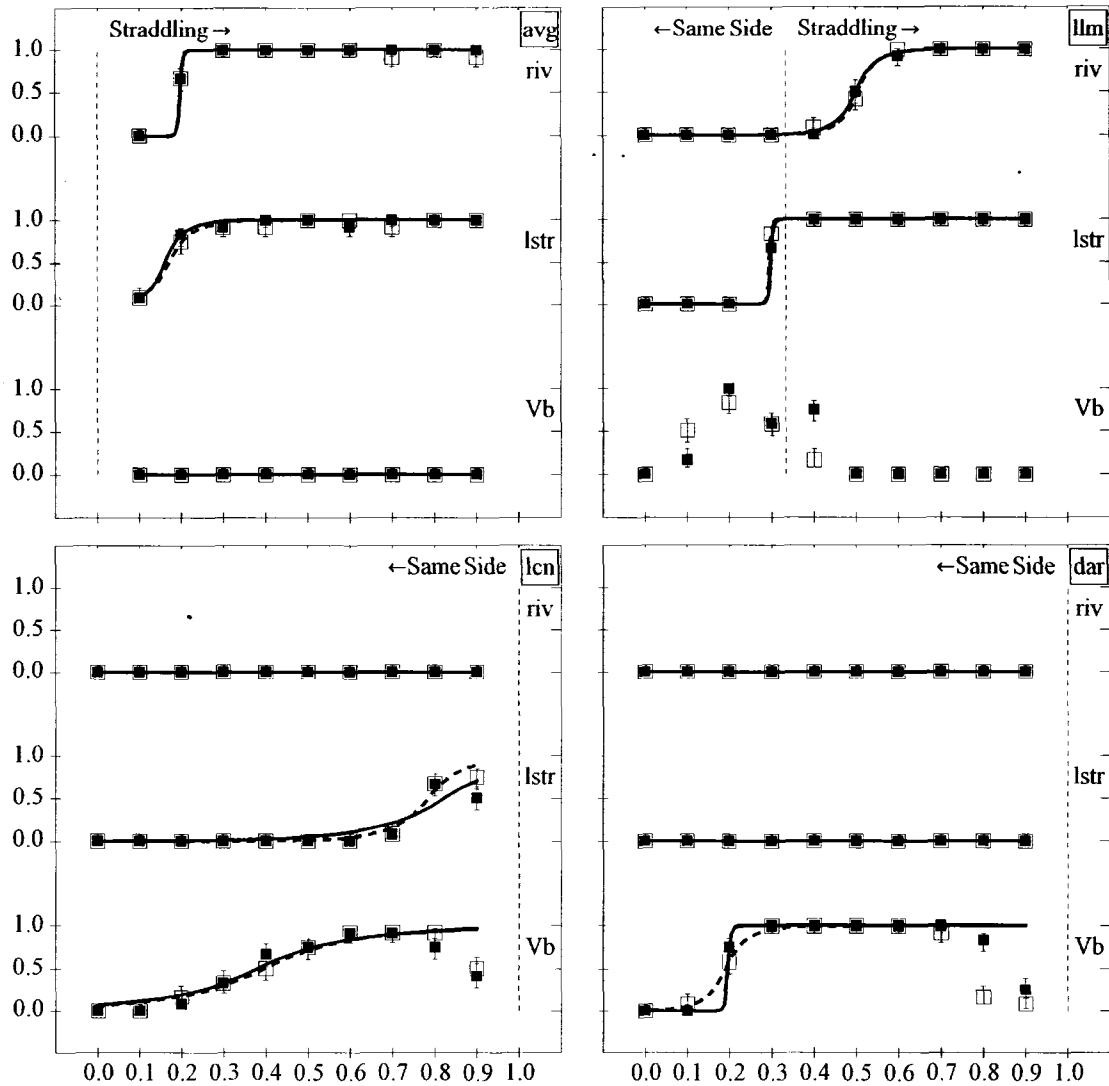 Straddling → avg
1.0 riv
0.5
0.0
1.0 lstr
0.5
0.0
1.0 Vb
0.5
0.0
←Same Side Straddling→ llm
riv
lstr
Vb
←Same Side lcn
1.0 riv
0.5
0.0
1.0 lstr
0.5
0.0
1.0 Vb
0.5
0.0
0.0 0.1 0.2 0.3 0.4 0.5 0.6 0.7 0.8 0.9 1.0
←Same Side dar
riv
lstr
Vb
0.0 0.1 0.2 0.3 0.4 0.5 0.6 0.7 0.8 0.9 1.0